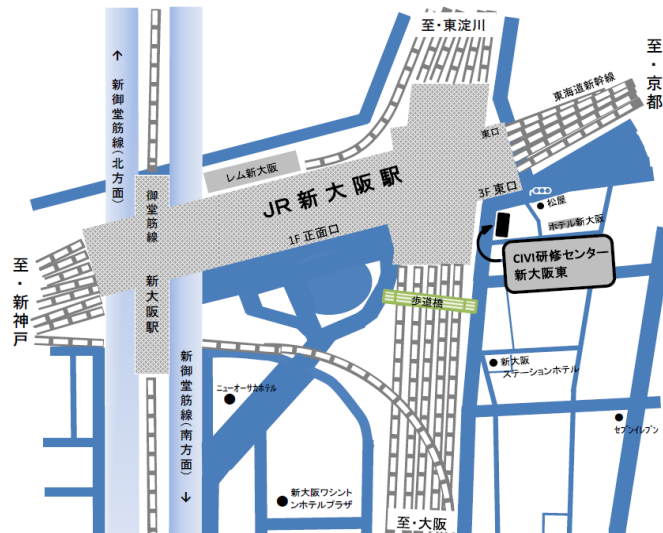 至・東淀川
至・京都
東海道新幹線
↑新御堂筋線(北方面)
東口
レム新大阪
JR新大阪駅
3F 東口
松屋
御堂筋線 新大阪駅
1F 正面口
ホテル新大阪
CIVI研修センター
新大阪東
至・新神戸
歩道橋
新大阪
ステーションホテル
新御堂筋線(南方面)↓
ニューオーサカホテル
セブンイレブン
新大阪ワシント
ンホテルプラザ
至・大阪